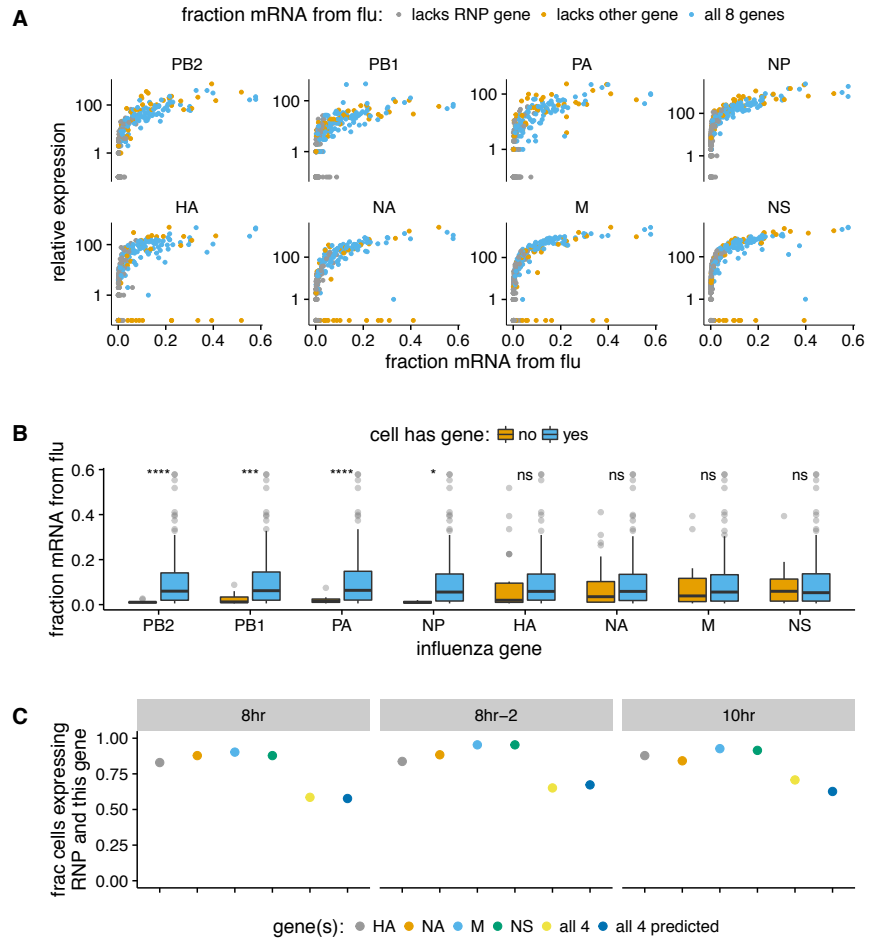 A
fraction mRNA from flu: lacks RNP gene lacks other gene all 8 genes
PB2 PB1 PA NP
100 100 100 100
1 1 1 1
relative expression
HA NA M NS
100 100 100 100
1 1 1 1
0.0 0.2 0.4 0.6 0.0 0.2 0.4 0.6 0.0 0.2 0.4 0.6 0.0 0.2 0.4 0.6
fraction mRNA from flu
B
cell has gene: no yes
fraction mRNA from flu
0.6
0.4
0.2
0.0
**** *** **** * ns ns ns ns
PB2 PB1 PA NP HA NA M NS
influenza gene
C
8hr 8hr−2 10hr
frac cells expressing
RNP and this gene
1.00
0.75
0.50
0.25
0.00
gene(s): HA NA M NS all 4 all 4 predicted